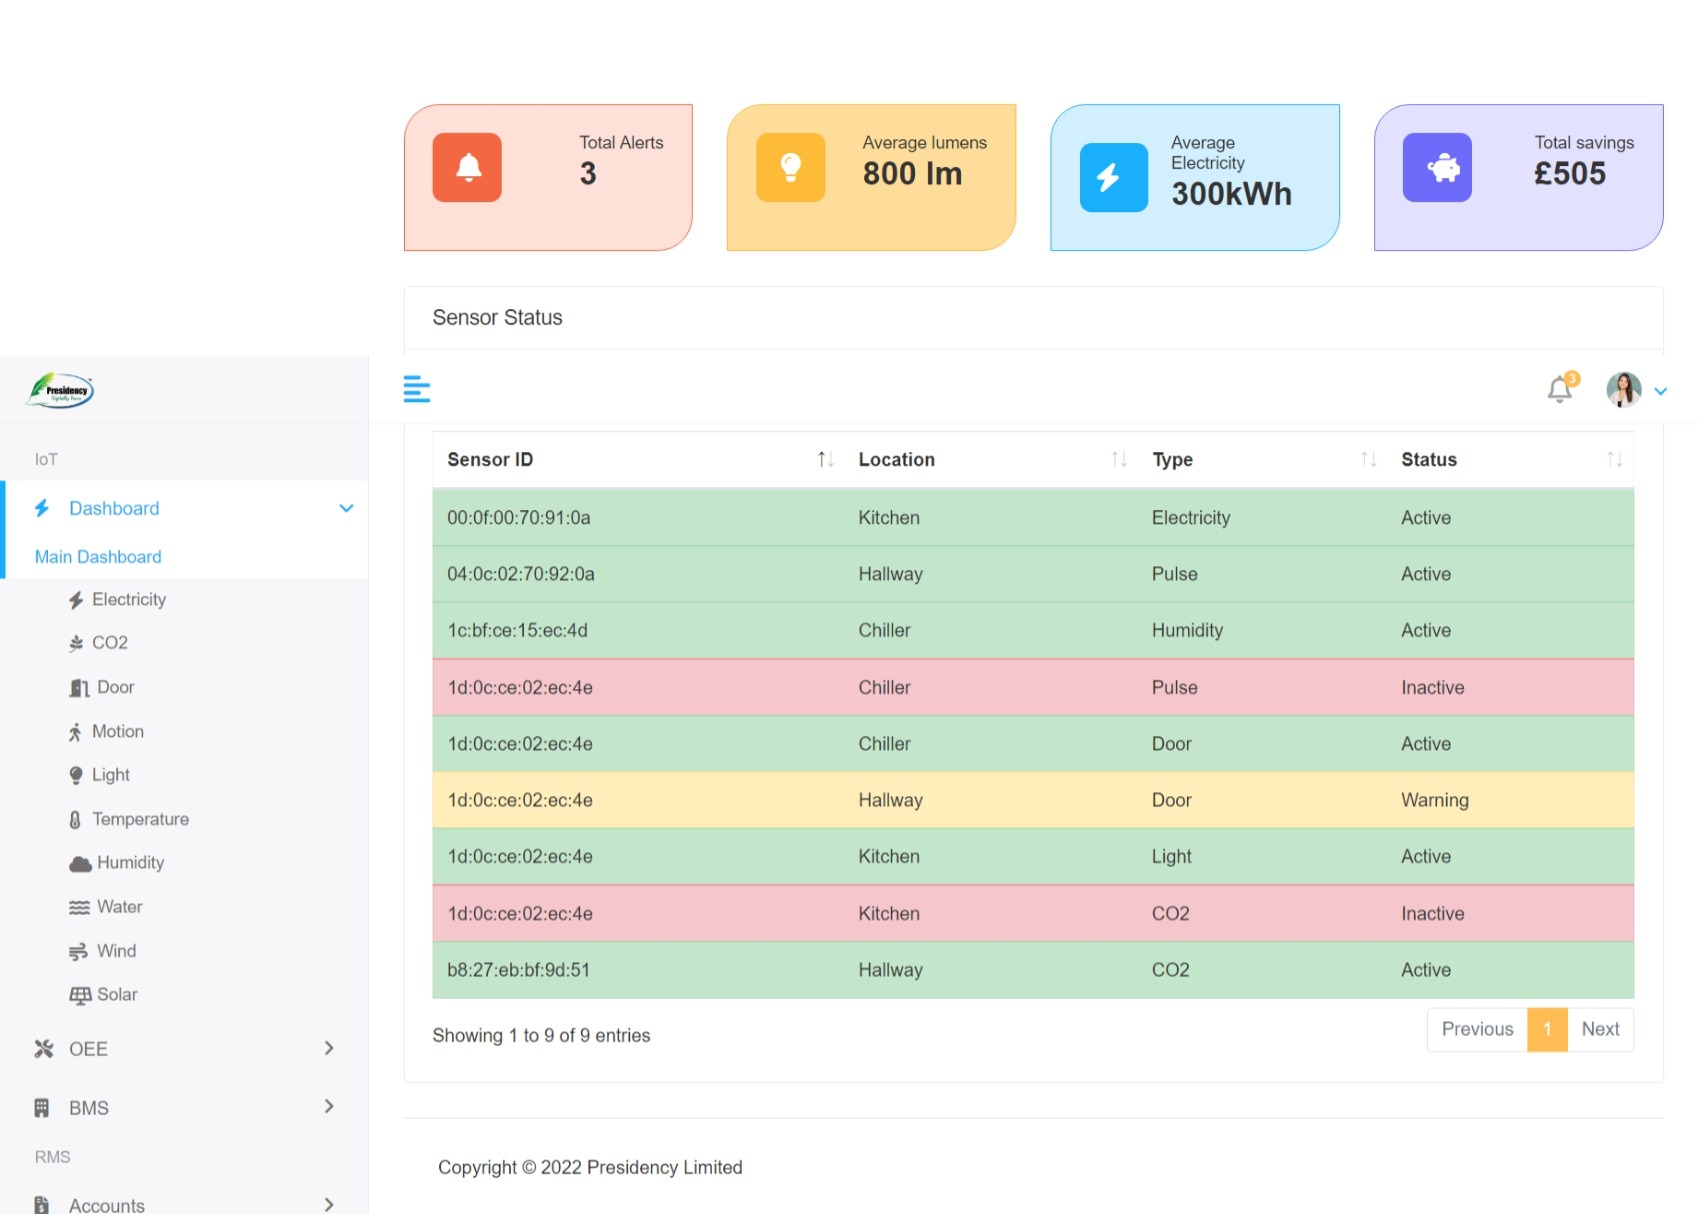 Total Alerts
3
Average lumens
800 lm
Average
Electricity
300kWh
Total savings
£505
Sensor Status
Presidency
3
IoT
Dashboard
Main Dashboard
Electricity
CO2
Door
Motion
Light
Temperature
Humidity
Water
Wind
Solar
OEE
BMS
RMS
Accounts
Sensor ID Location Type Status
00:0f:00:70:91:0a Kitchen Electricity Active
04:0c:02:70:92:0a Hallway Pulse Active
1c:bf:ce:15:ec:4d Chiller Humidity Active
1d:0c:ce:02:ec:4e Chiller Pulse Inactive
1d:0c:ce:02:ec:4e Chiller Door Active
1d:0c:ce:02:ec:4e Hallway Door Warning
1d:0c:ce:02:ec:4e Kitchen Light Active
1d:0c:ce:02:ec:4e Kitchen CO2 Inactive
b8:27:eb:bf:9d:51 Hallway CO2 Active
Showing 1 to 9 of 9 entries
Previous 1 Next
Copyright © 2022 Presidency Limited